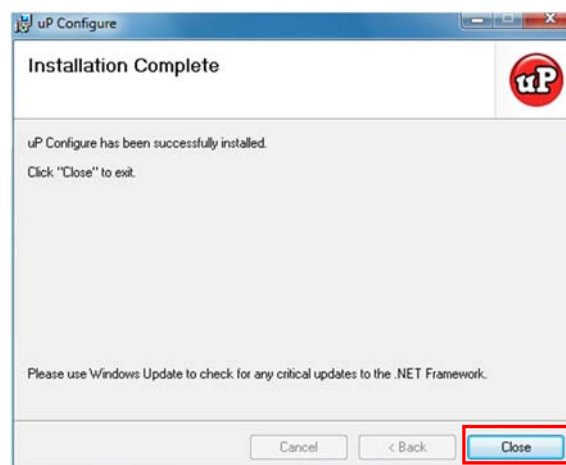 uP Configure
Installation Complete
uP
uP Configure has been successfully installed.
Click "Close" to exit.
Please use Windows Update to check for any critical updates to the .NET Framework.
Cancel
< Back
Close